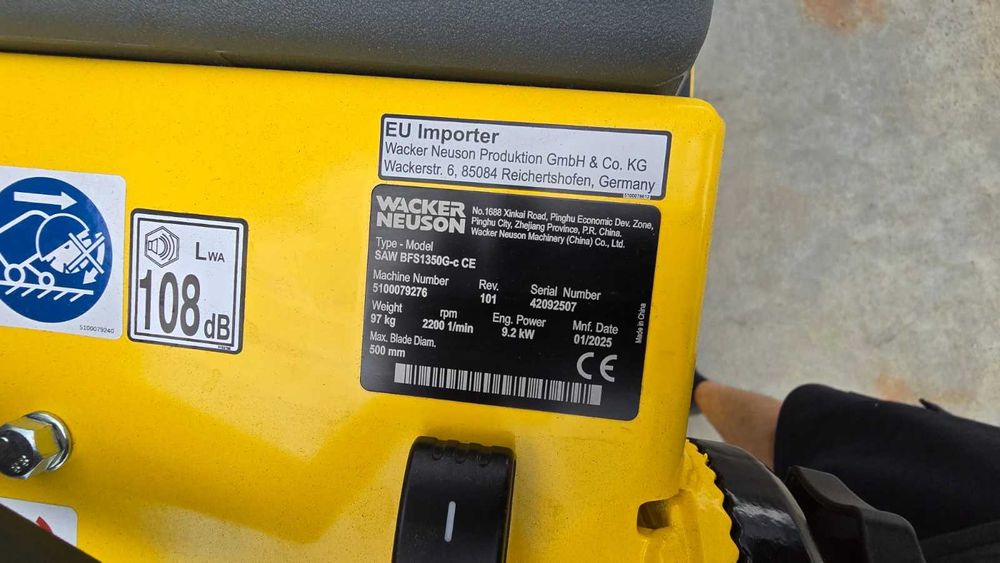 EU Importer
Wacker Neuson Produktion GmbH & Co. KG
Wackerstr. 6, 85084 Reichertshofen, Germany
WACKER
NEUSON
No.1688 Xinkai Road, Pinghu Economic Dev. Zone,
Pinghu City, Zhejiang Province, P.R. China.
Wacker Neuson Machinery (China) Co., Ltd.
Type - Model
SAW BFS1350G-c CE
Machine Number Rev. Serial Number
5100079276 101 42092507
Weight rpm Eng. Power Mnf. Date
97 kg 2200 1/min 9.2 kW 01/2025
Max. Blade Diam.
500 mm
CE
Made in China
LWA
108 dB
5100079240